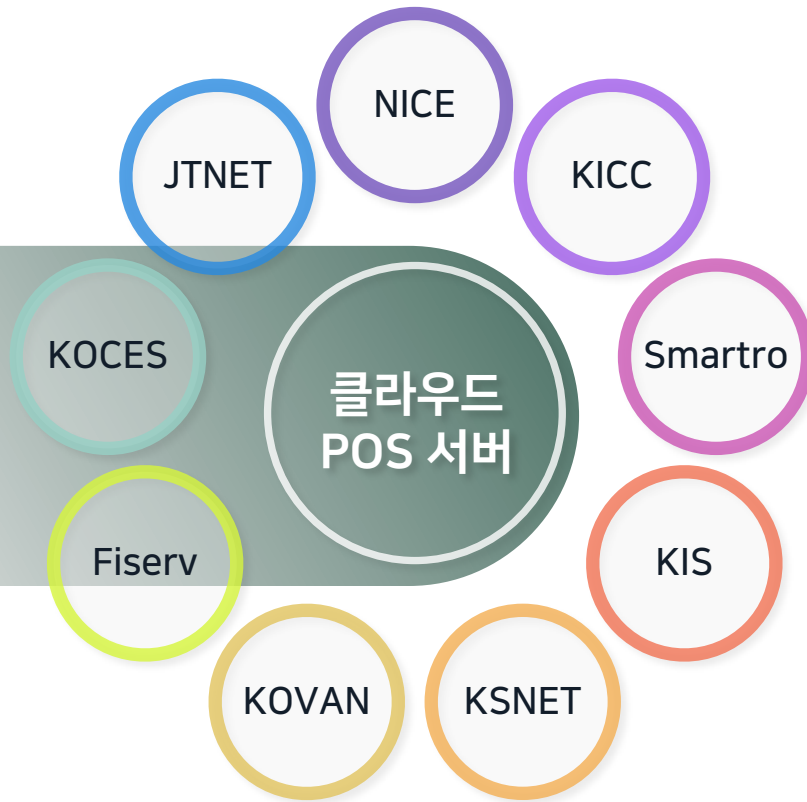 NICE
JTNET
KICC
KOCES
Smartro
클라우드
POS 서버
Fiserv
KIS
KOVAN
KSNET